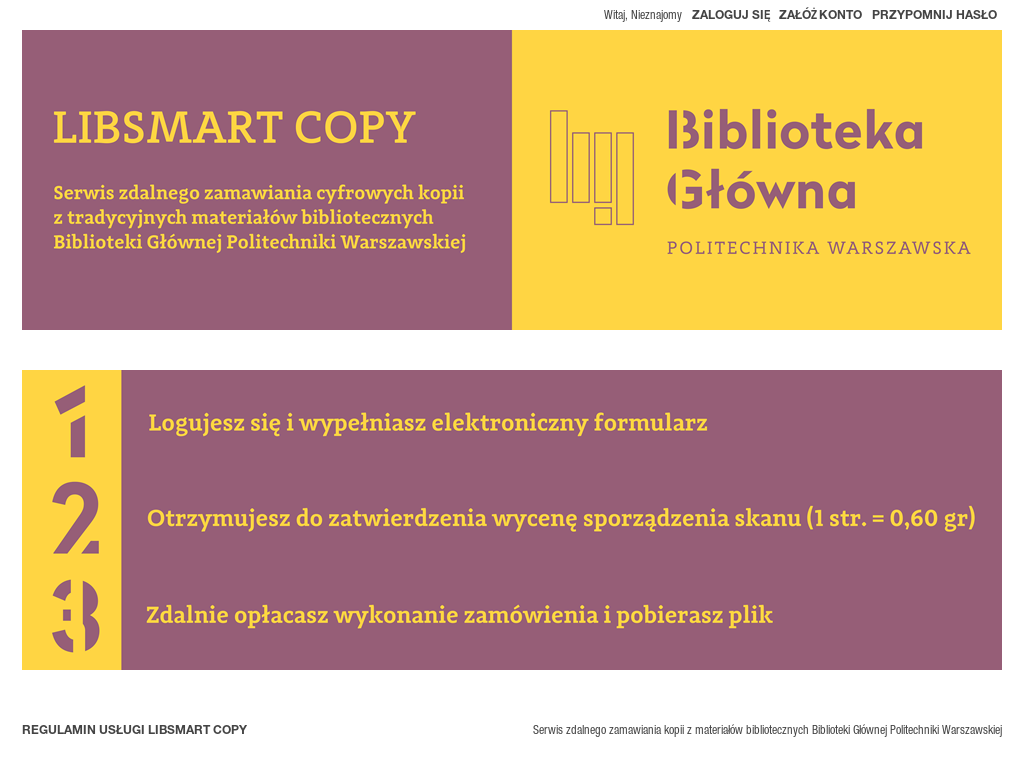 Witaj, Nieznajomy ZALOGUJ SIĘ ZAŁÓŻ KONTO PRZYPOMNIJ HASŁO
LIBSMART COPY
Serwis zdalnego zamawiania cyfrowych kopii
z tradycyjnych materiałów bibliotecznych
Biblioteki Głównej Politechniki Warszawskiej
Biblioteka
Główna
POLITECHNIKA WARSZAWSKA
1 Logujesz się i wypełniasz elektroniczny formularz
2 Otrzymujesz do zatwierdzenia wycenę sporządzenia skanu (1 str. = 0,60 gr)
3 Zdalnie opłacasz wykonanie zamówienia i pobierasz plik
REGULAMIN USŁUGI LIBSMART COPY
Serwis zdalnego zamawiania kopii z materiałów bibliotecznych Biblioteki Głównej Politechniki Warszawskiej